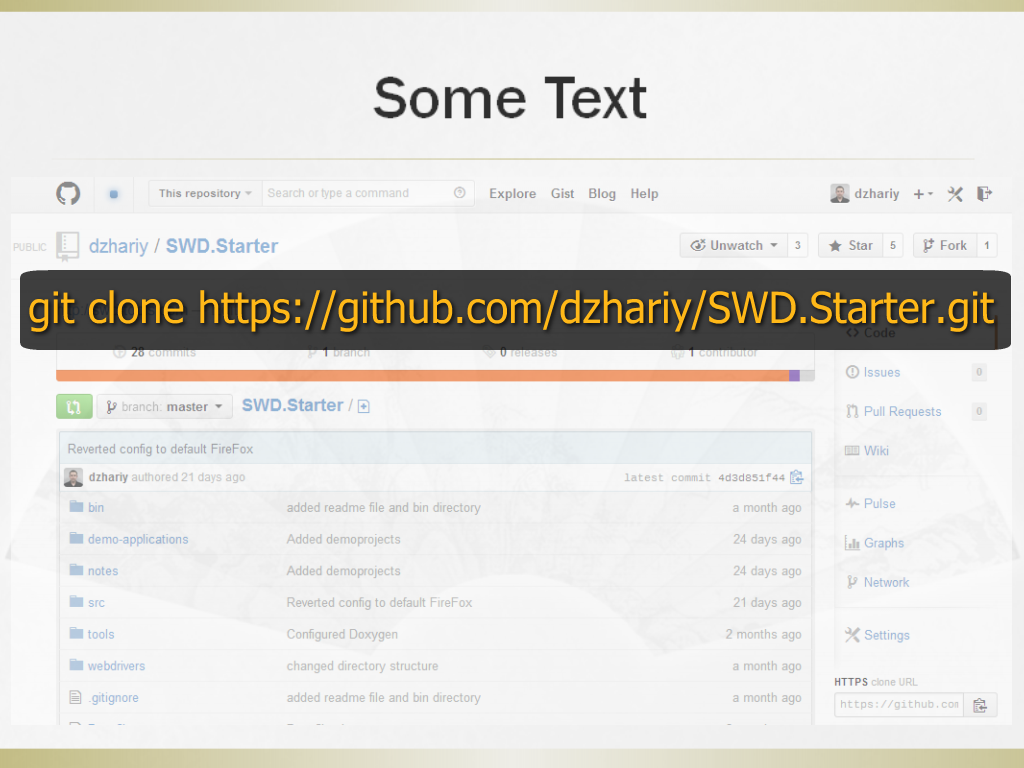 Some Text
This repository Search or type a command Explore Gist Blog Help dzhariy
PUBLIC dzhariy / SWD.Starter Unwatch 3 Star 5 Fork 1
git clone https://github.com/dzhariy/SWD.Starter.git
Code
28 commits 1 branch 0 releases 1 contributor
Issues 0
branch: master SWD.Starter /
Pull Requests 0
Reverted config to default FireFox
Wiki
dzhariy authored 21 days ago latest commit 4d3d851f44
bin added readme file and bin directory a month ago
Pulse
demo-applications Added demoprojects 24 days ago
Graphs
notes Added demoprojects 24 days ago
Network
src Reverted config to default FireFox 21 days ago
tools Configured Doxygen 2 months ago
Settings
webdrivers changed directory structure a month ago
HTTPS clone URL
.gitignore added readme file and bin directory a month ago
https://github.com